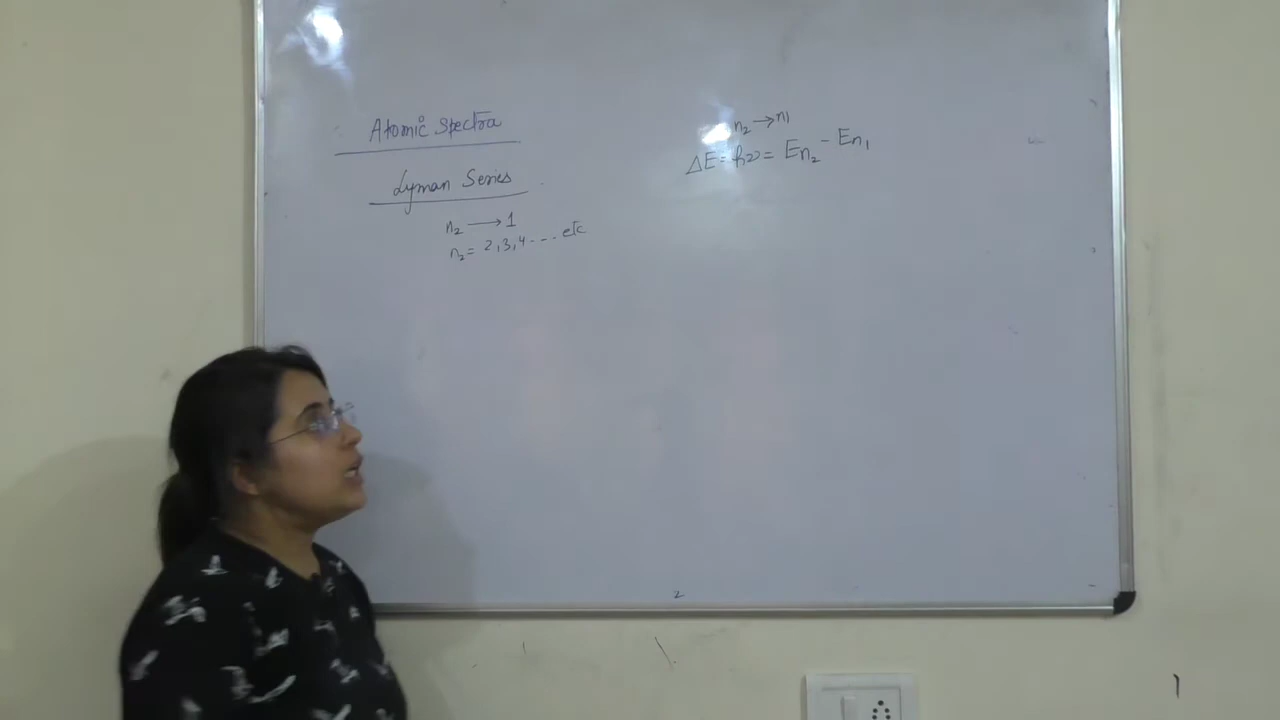 Atomic Spectra
Lyman Series
n₂ → 1
n₂ = 2,3,4 --- etc
n₂ → n₁
ΔE = hν = En₂ - En₁